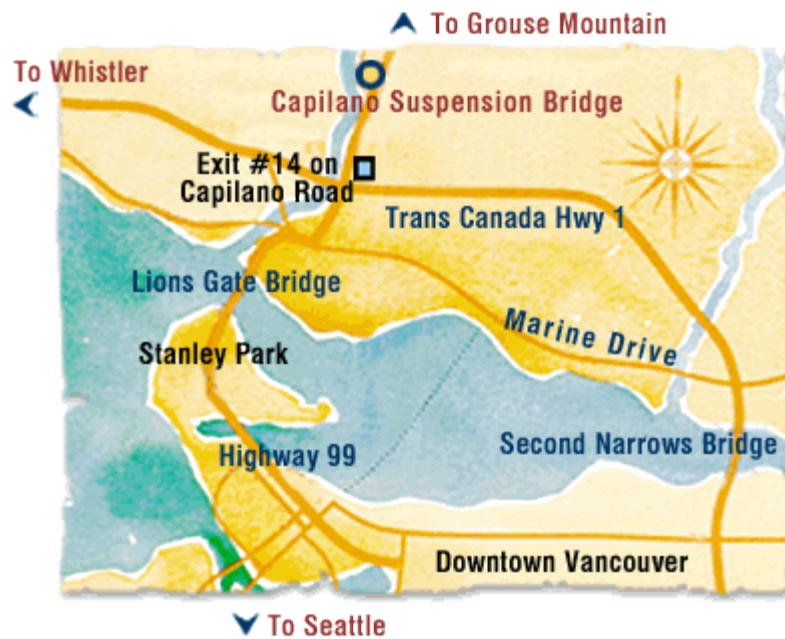 To Grouse Mountain
To Whistler
Capilano Suspension Bridge
Exit #14 on
Capilano Road
Trans Canada Hwy 1
Lions Gate Bridge
Marine Drive
Stanley Park
Second Narrows Bridge
Highway 99
Downtown Vancouver
To Seattle